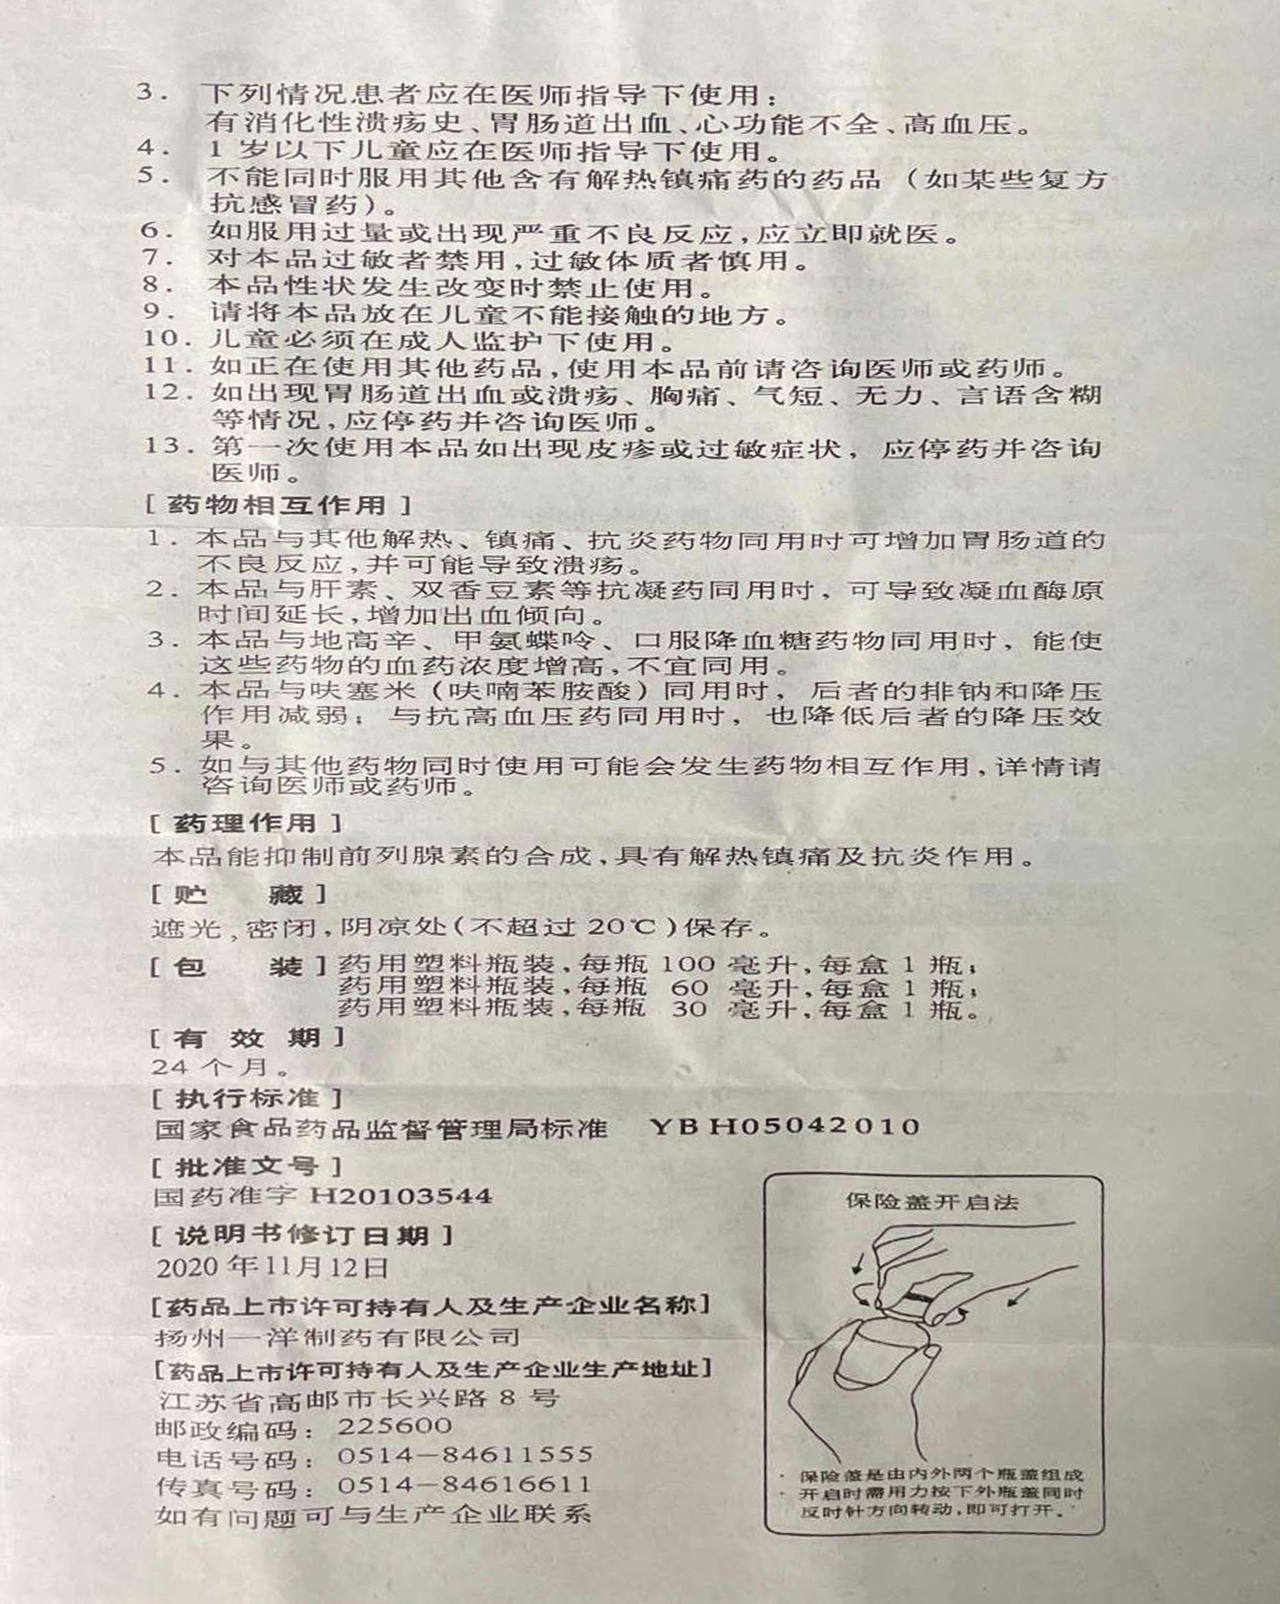 3. 下列情况患者应在医师指导下使用：
有消化性溃疡史、胃肠道出血、心功能不全、高血压。
4. 1 岁以下儿童应在医师指导下使用。
5. 不能同时服用其他含有解热镇痛药的药品（如某些复方
抗感冒药）。
6. 如服用过量或出现严重不良反应，应立即就医。
7. 对本品过敏者禁用，过敏体质者慎用。
8. 本品性状发生改变时禁止使用。
9. 请将本品放在儿童不能接触的地方。
10. 儿童必须在成人监护下使用。
11. 如正在使用其他药品，使用本品前请咨询医师或药师。
12. 如出现胃肠道出血或溃疡、胸痛、气短、无力、言语含糊
等情况，应停药并咨询医师。
13. 第一次使用本品如出现皮疹或过敏症状，应停药并咨询
医师。
[药物相互作用]
1. 本品与其他解热、镇痛、抗炎药物同用时可增加胃肠道的
不良反应，并可能导致溃疡。
2. 本品与肝素、双香豆素等抗凝药同用时，可导致凝血酶原
时间延长，增加出血倾向。
3. 本品与地高辛、甲氨蝶呤、口服降血糖药物同用时，能使
这些药物的血药浓度增高，不宜同用。
4. 本品与呋塞米（呋喃苯胺酸）同用时，后者的排钠和降压
作用减弱；与抗高血压药同用时，也降低后者的降压效
果。
5. 如与其他药物同时使用可能会发生药物相互作用，详情请
咨询医师或药师。
[药理作用]
本品能抑制前列腺素的合成，具有解热镇痛及抗炎作用。
[贮 藏]
遮光，密闭，阴凉处（不超过 20℃）保存。
[包 装] 药用塑料瓶装，每瓶 100 毫升，每盒 1 瓶；
药用塑料瓶装，每瓶 60 毫升，每盒 1 瓶；
药用塑料瓶装，每瓶 30 毫升，每盒 1 瓶。
[有 效 期]
24 个月。
[执行标准]
国家食品药品监督管理局标准 YBH05042010
[批准文号]
国药准字 H20103544
[说明书修订日期]
2020 年11月12日
[药品上市许可持有人及生产企业名称]
扬州一洋制药有限公司
[药品上市许可持有人及生产企业生产地址]
江苏省高邮市长兴路 8 号
邮政编码：225600
电话号码：0514－84611555
传真号码：0514－84616611
如有问题可与生产企业联系
保险盖开启法
· 保险盖是由内外两个瓶盖组成
· 开启时需用力按下外瓶盖同时
反时针方向转动，即可打开。